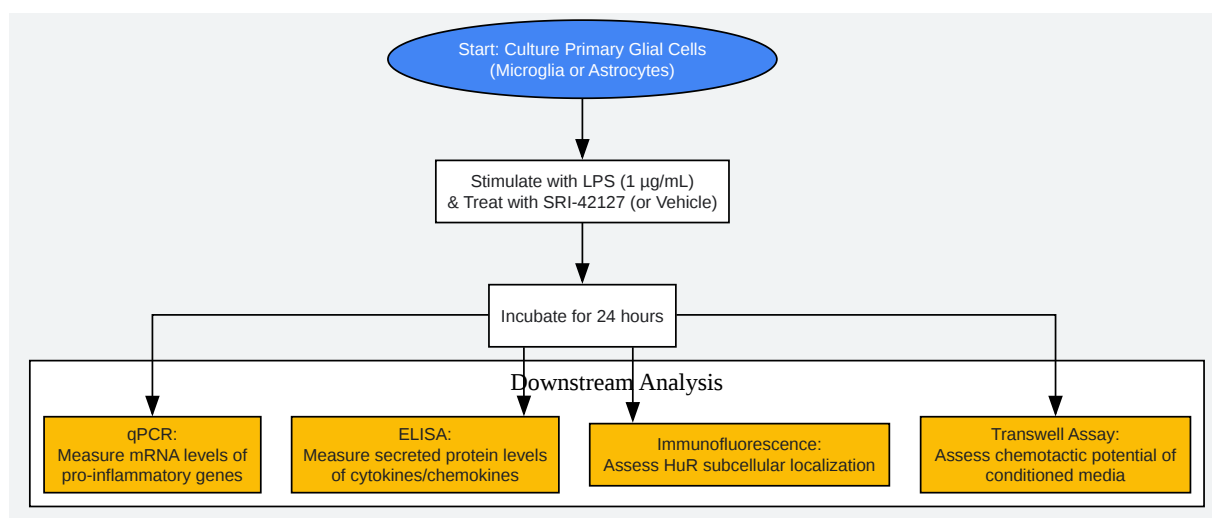 Start: Culture Primary Glial Cells
(Microglia or Astrocytes)
Stimulate with LPS (1 µg/mL)
& Treat with SRI-42127 (or Vehicle)
Incubate for 24 hours
Downstream Analysis
qPCR:
Measure mRNA levels of
pro-inflammatory genes
ELISA:
Measure secreted protein levels
of cytokines/chemokines
Immunofluorescence:
Assess HuR subcellular localization
Transwell Assay:
Assess chemotactic potential of
conditioned media